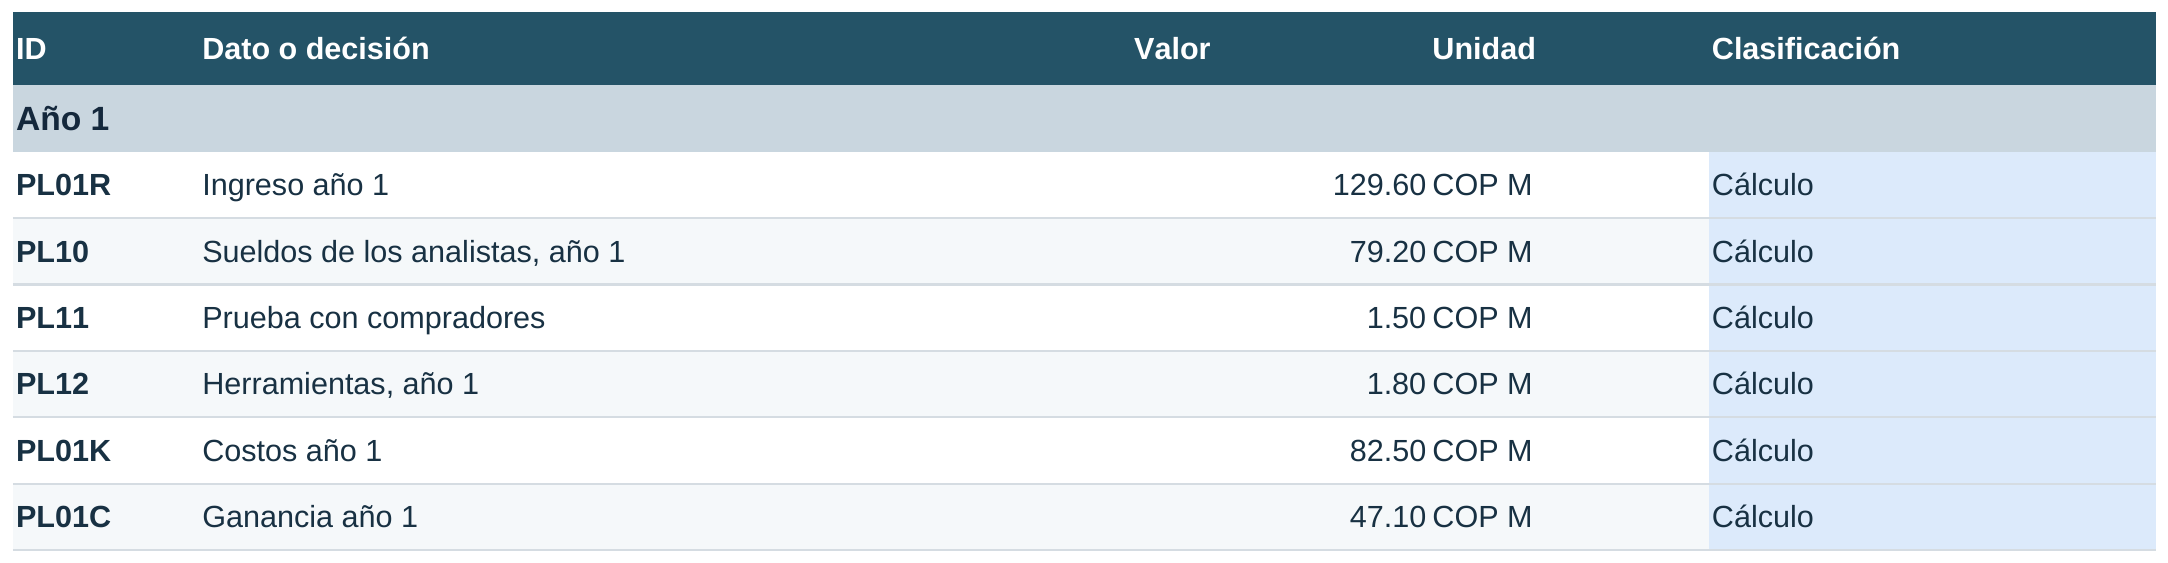 ID Dato o decisión Valor Unidad Clasificación
Año 1
PL01R Ingreso año 1 129.60 COP M Cálculo
PL10 Sueldos de los analistas, año 1 79.20 COP M Cálculo
PL11 Prueba con compradores 1.50 COP M Cálculo
PL12 Herramientas, año 1 1.80 COP M Cálculo
PL01K Costos año 1 82.50 COP M Cálculo
PL01C Ganancia año 1 47.10 COP M Cálculo